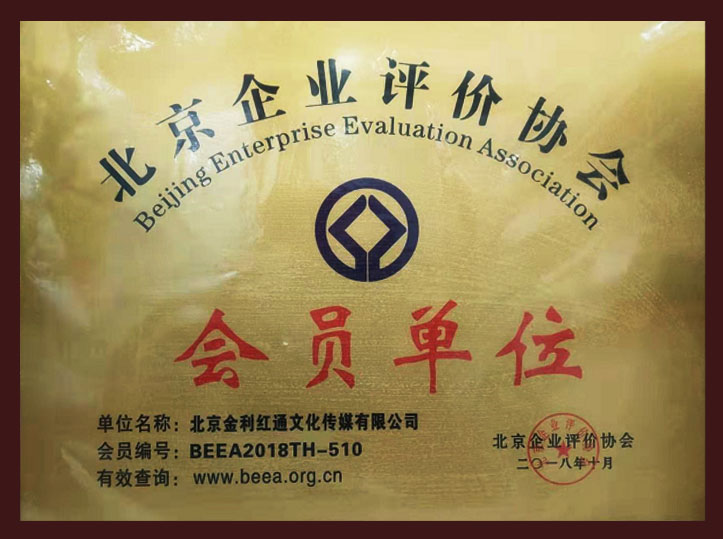 北京企业评价协会
Beijing Enterprise Evaluation Association
会员单位
单位名称：北京金利红通文化传媒有限公司
会员编号：BEEA2018TH-510
有效查询：www.beea.org.cn
北京企业评价协会
二〇一八年十月